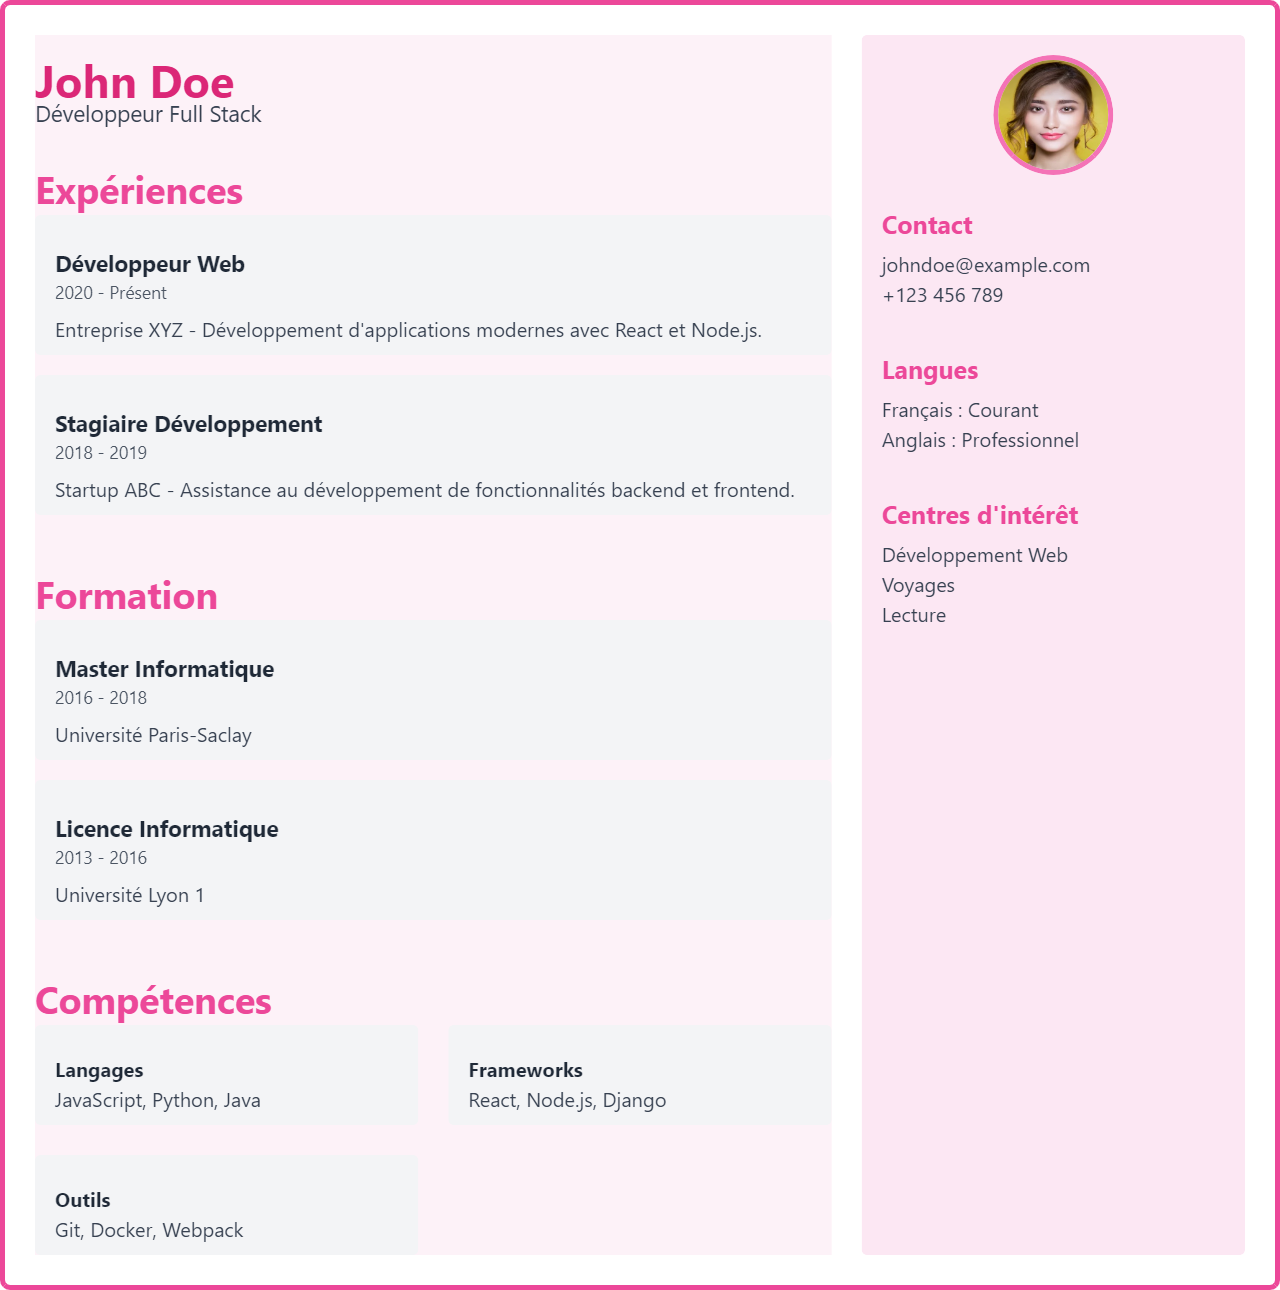 John Doe
Développeur Full Stack
Expériences
Développeur Web
2020 - Présent
Entreprise XYZ - Développement d'applications modernes avec React et Node.js.
Stagiaire Développement
2018 - 2019
Startup ABC - Assistance au développement de fonctionnalités backend et frontend.
Formation
Master Informatique
2016 - 2018
Université Paris-Saclay
Licence Informatique
2013 - 2016
Université Lyon 1
Compétences
Langages
JavaScript, Python, Java
Frameworks
React, Node.js, Django
Outils
Git, Docker, Webpack
Contact
johndoe@example.com
+123 456 789
Langues
Français : Courant
Anglais : Professionnel
Centres d'intérêt
Développement Web
Voyages
Lecture